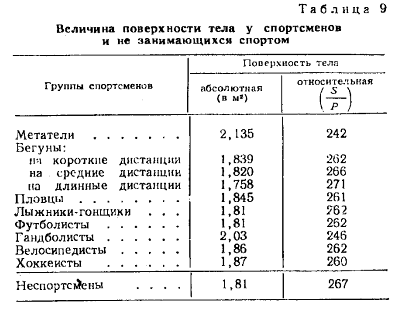 Таблица 9
Величина поверхности тела у спортсменов
и не занимающихся спортом
Группы спортсменов
Поверхность тела
абсолютная
(в м²)
относительная
(S/P)
Метатели . . . . . . . 2,135 242
Бегуны:
на короткие дистанции 1,839 262
на средние дистанции 1,820 266
на длинные дистанции 1,758 271
Пловцы . . . . . . . 1,845 261
Лыжники-гонщики . . . 1,81 262
Футболисты . . . . . 1,81 262
Гандболисты . . . . . 2,03 246
Велосипедисты . . . . 1,86 262
Хоккеисты . . . . . 1,87 260
Неспортсмены . . . . 1,81 267